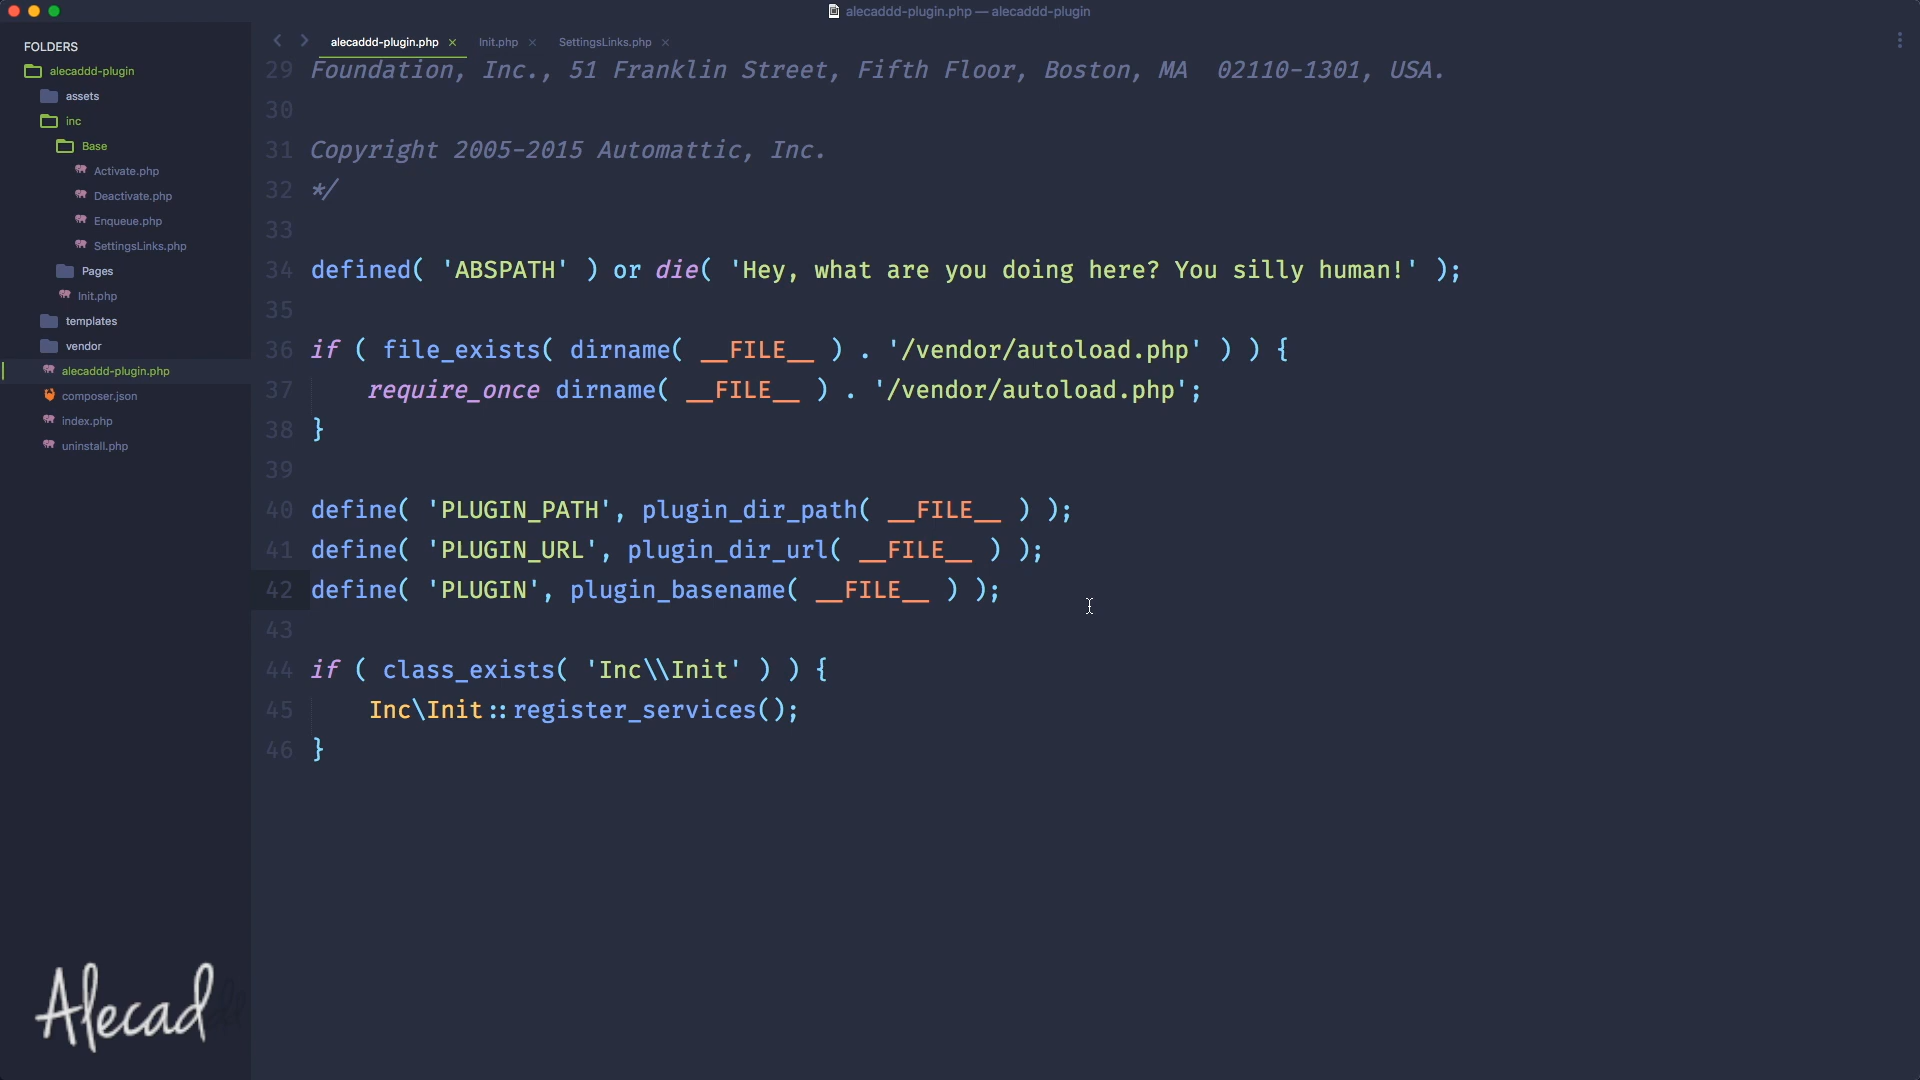 alecaddd-plugin.php — alecaddd-plugin
FOLDERS
alecaddd-plugin
assets
inc
Base
Activate.php
Deactivate.php
Enqueue.php
SettingsLinks.php
Pages
Init.php
templates
vendor
alecaddd-plugin.php
composer.json
index.php
uninstall.php
alecaddd-plugin.php × Init.php × SettingsLinks.php ×
29 Foundation, Inc., 51 Franklin Street, Fifth Floor, Boston, MA  02110-1301, USA.
30
31 Copyright 2005-2015 Automattic, Inc.
32 */
33
34 defined( 'ABSPATH' ) or die( 'Hey, what are you doing here? You silly human!' );
35
36 if ( file_exists( dirname( __FILE__ ) . '/vendor/autoload.php' ) ) {
37     require_once dirname( __FILE__ ) . '/vendor/autoload.php';
38 }
39
40 define( 'PLUGIN_PATH', plugin_dir_path( __FILE__ ) );
41 define( 'PLUGIN_URL', plugin_dir_url( __FILE__ ) );
42 define( 'PLUGIN', plugin_basename( __FILE__ ) );
43
44 if ( class_exists( 'Inc\\Init' ) ) {
45     Inc\Init::register_services();
46 }
Alecad